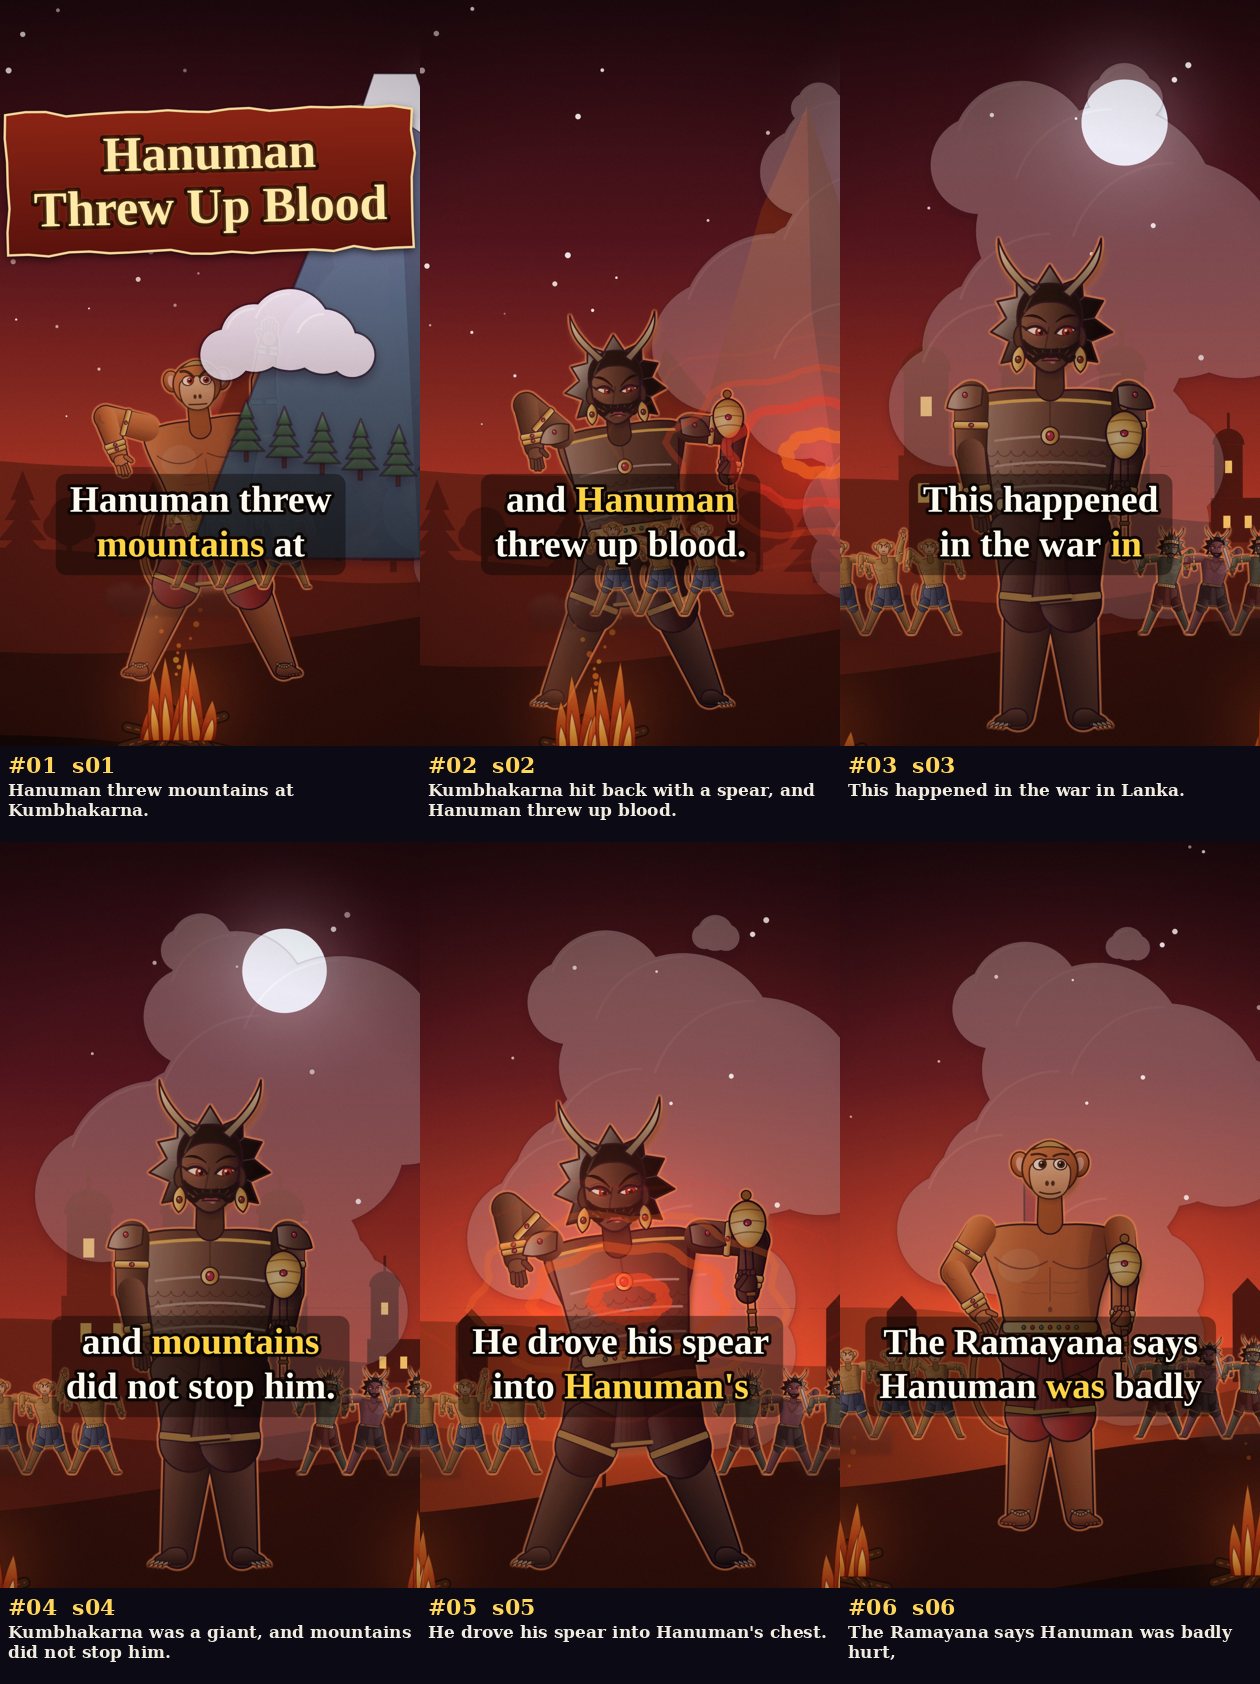 Hanuman
Threw Up Blood
Hanuman threw
mountains at
#01 s01
Hanuman threw mountains at
Kumbhakarna.
and Hanuman
threw up blood.
#02 s02
Kumbhakarna hit back with a spear, and
Hanuman threw up blood.
This happened
in the war in
#03 s03
This happened in the war in Lanka.
and mountains
did not stop him.
#04 s04
Kumbhakarna was a giant, and mountains
did not stop him.
He drove his spear
into Hanuman's
#05 s05
He drove his spear into Hanuman's chest.
The Ramayana says
Hanuman was badly
#06 s06
The Ramayana says Hanuman was badly
hurt,